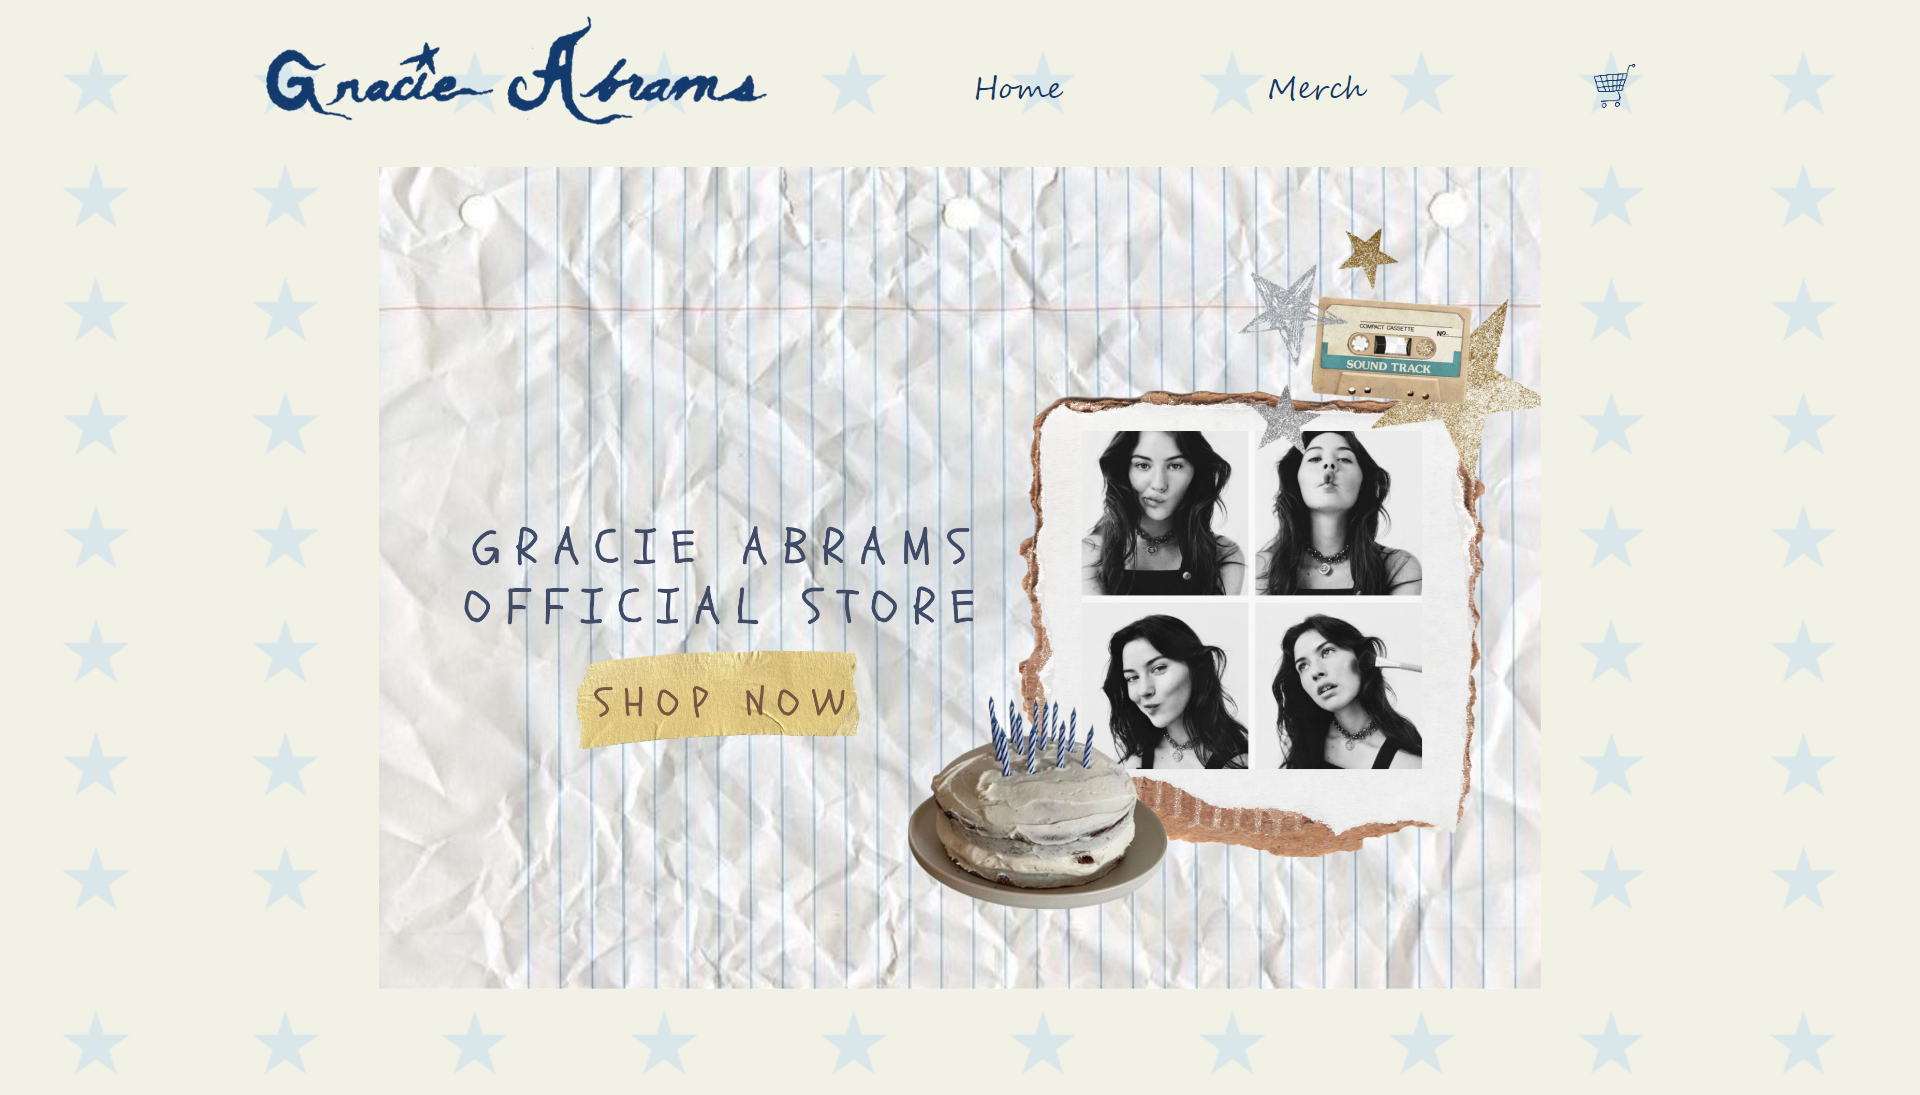 Gracie Abrams
Home
Merch
COMPACT CASSETTE
No.
SOUND TRACK
GRACIE ABRAMS
OFFICIAL STORE
SHOP NOW